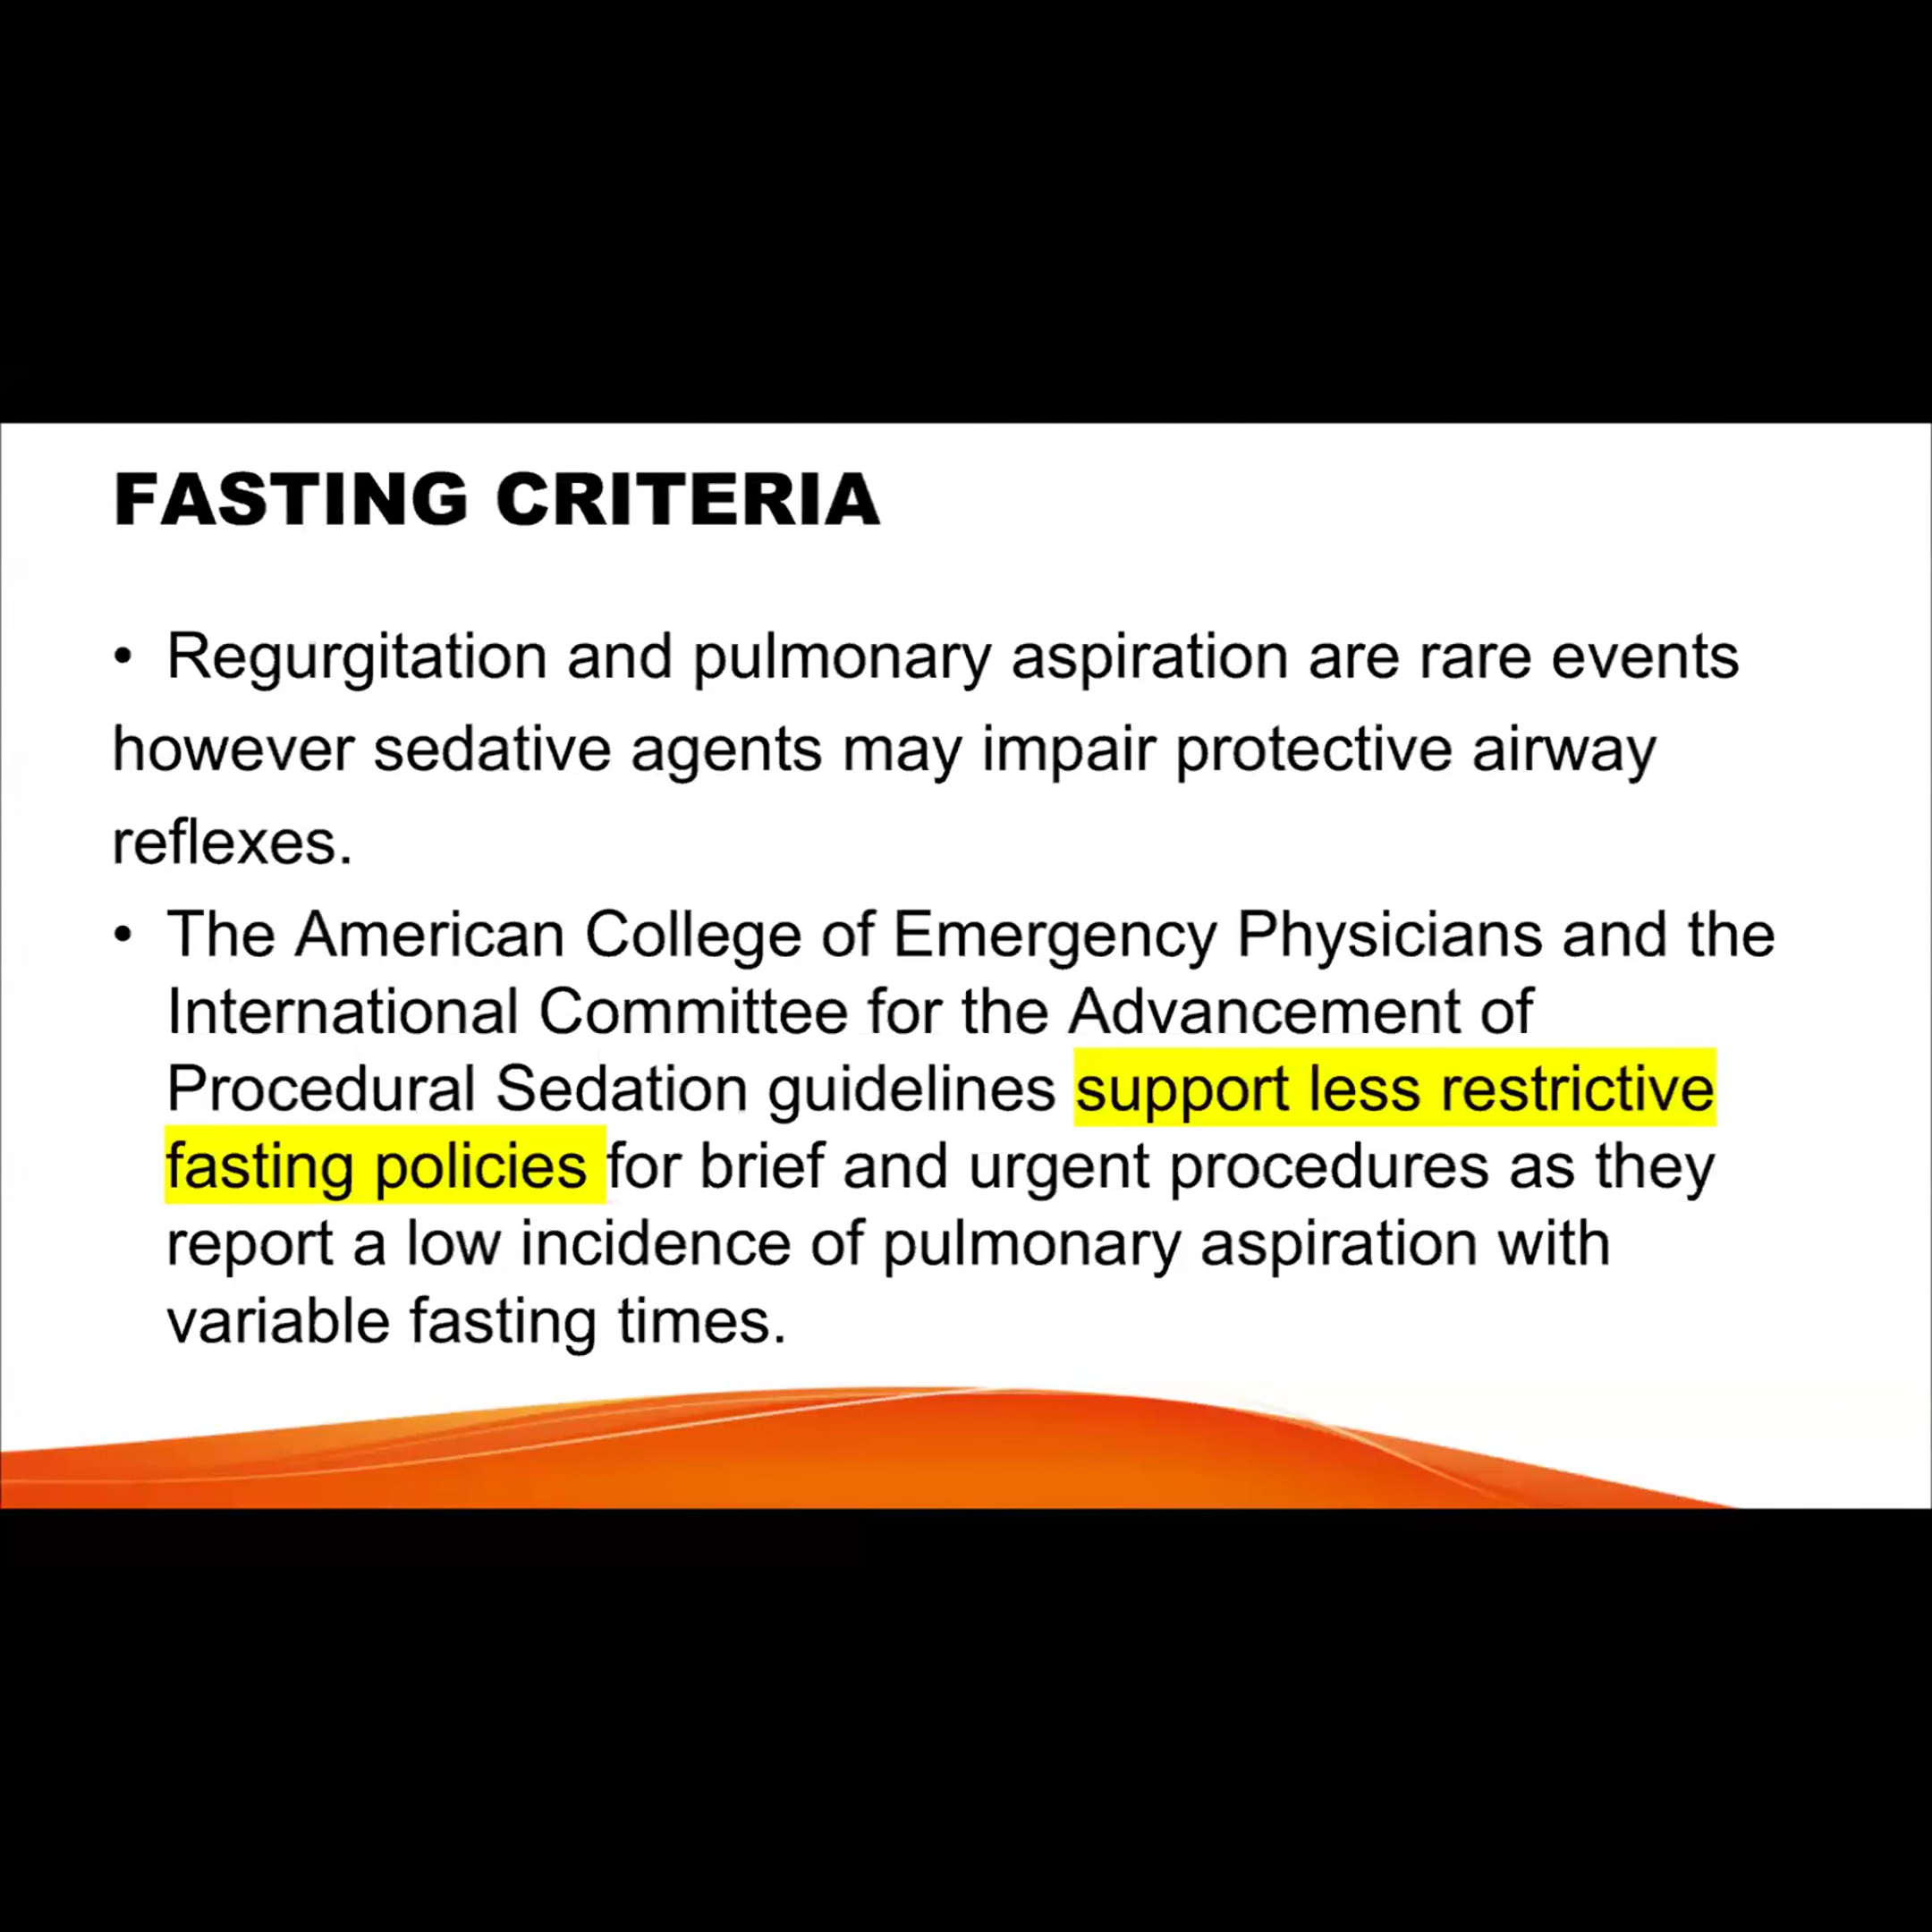 FASTING CRITERIA
• Regurgitation and pulmonary aspiration are rare events
however sedative agents may impair protective airway
reflexes.
• The American College of Emergency Physicians and the
International Committee for the Advancement of
Procedural Sedation guidelines support less restrictive
fasting policies for brief and urgent procedures as they
report a low incidence of pulmonary aspiration with
variable fasting times.